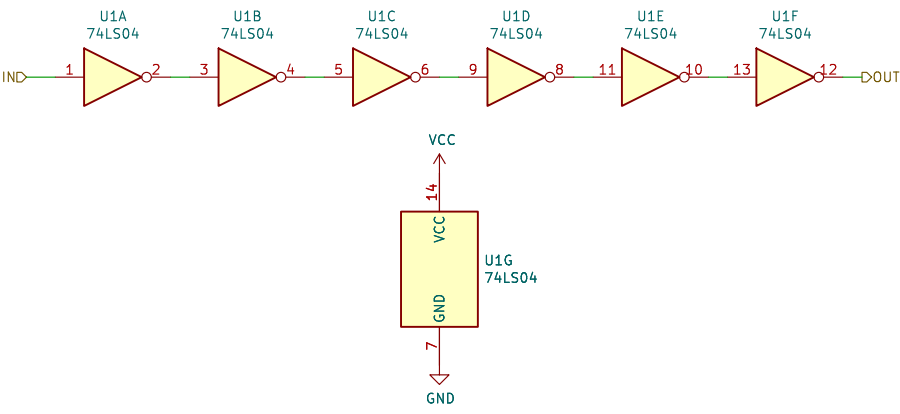 U1A U1B U1C U1D U1E U1F
74LS04 74LS04 74LS04 74LS04 74LS04 74LS04
IN 1 2 3 4 5 6 9 8 11 10 13 12 OUT
VCC
14
VCC
U1G
74LS04
GND
7
GND